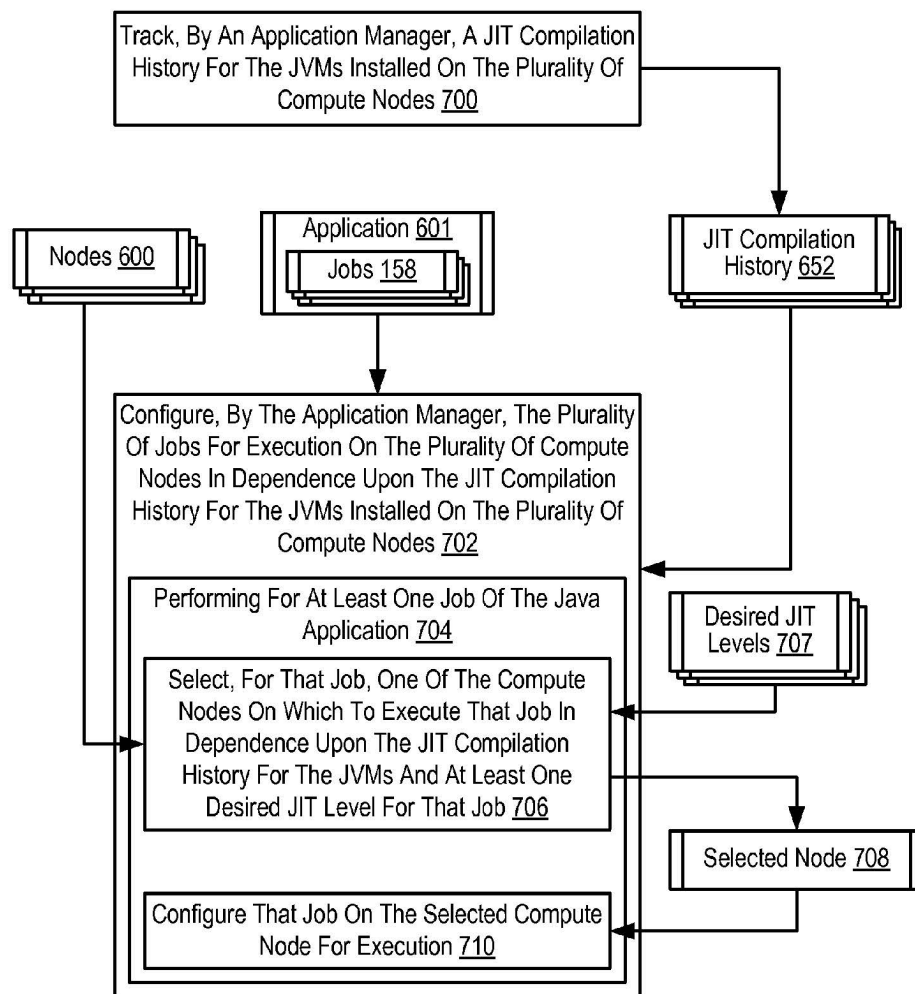 Track, By An Application Manager, A JIT Compilation
History For The JVMs Installed On The Plurality Of
Compute Nodes 700
Nodes 600
Application 601
Jobs 158
JIT Compilation
History 652
Configure, By The Application Manager, The Plurality
Of Jobs For Execution On The Plurality Of Compute
Nodes In Dependence Upon The JIT Compilation
History For The JVMs Installed On The Plurality Of
Compute Nodes 702
Performing For At Least One Job Of The Java
Application 704
Desired JIT
Levels 707
Select, For That Job, One Of The Compute
Nodes On Which To Execute That Job In
Dependence Upon The JIT Compilation
History For The JVMs And At Least One
Desired JIT Level For That Job 706
Selected Node 708
Configure That Job On The Selected Compute
Node For Execution 710